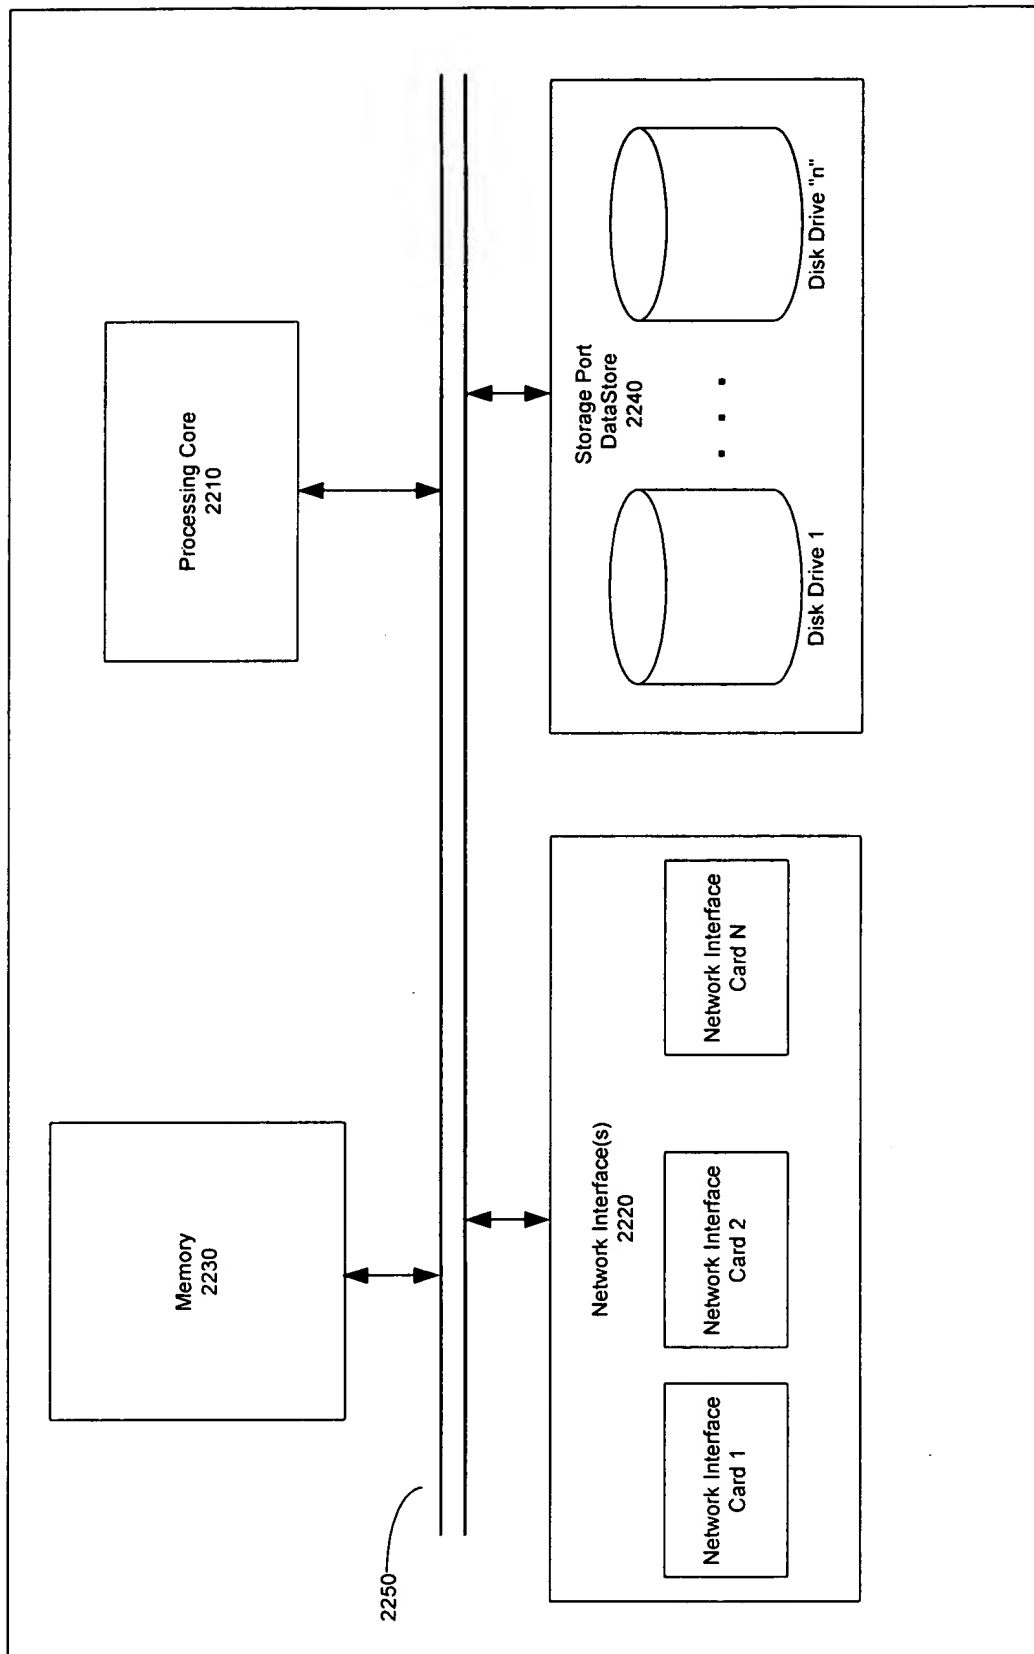 Memory
2230
Processing Core
2210
2250
Network Interface(s)
2220
Network Interface
Card 1
Network Interface
Card 2
Network Interface
Card N
Storage Port
DataStore
2240
Disk Drive 1
Disk Drive "n"